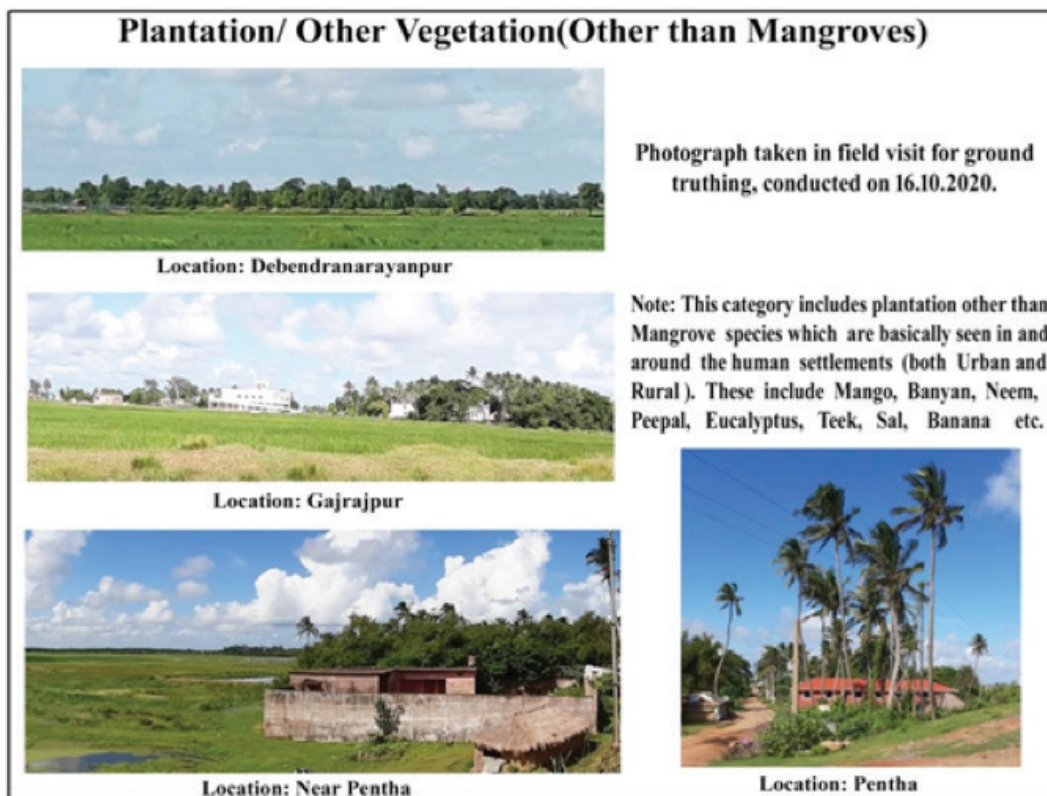 Plantation/ Other Vegetation(Other than Mangroves)
Photograph taken in field visit for ground
truthing, conducted on 16.10.2020.
Location: Debendranarayanpur
Note: This category includes plantation other than
Mangrove species which are basically seen in and
around the human settlements (both Urban and
Rural ). These include Mango, Banyan, Neem,
Peepal, Eucalyptus, Teek, Sal, Banana etc.
Location: Gajrajpur
Location: Near Pentha
Location: Pentha